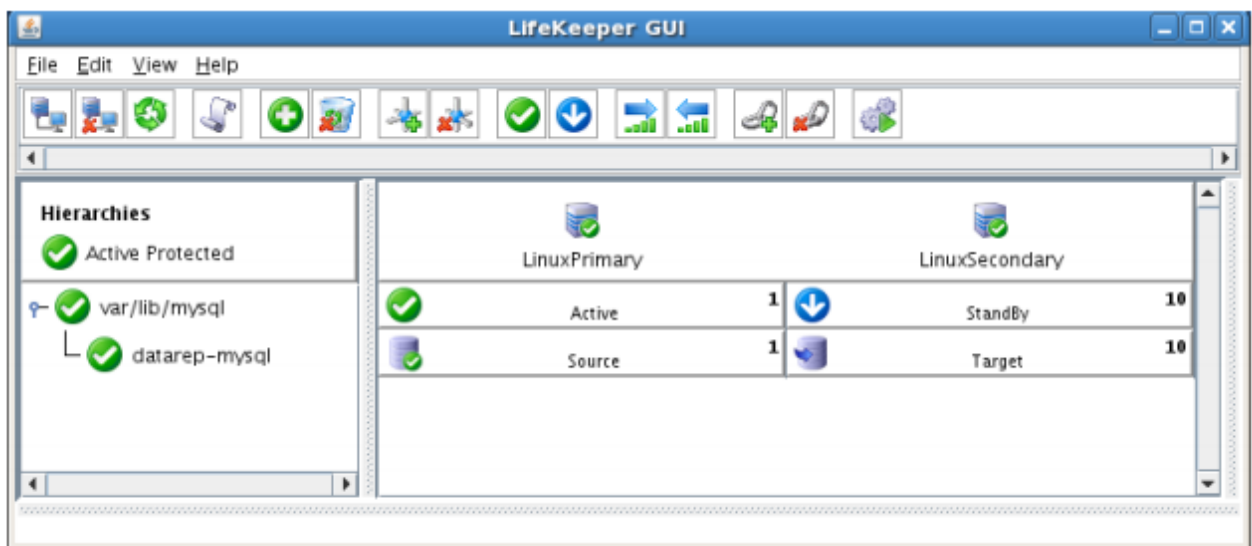 LifeKeeper GUI
File Edit View Help
Hierarchies
Active Protected
var/lib/mysql
datarep-mysql
LinuxPrimary LinuxSecondary
Active 1 StandBy 10
Source 1 Target 10